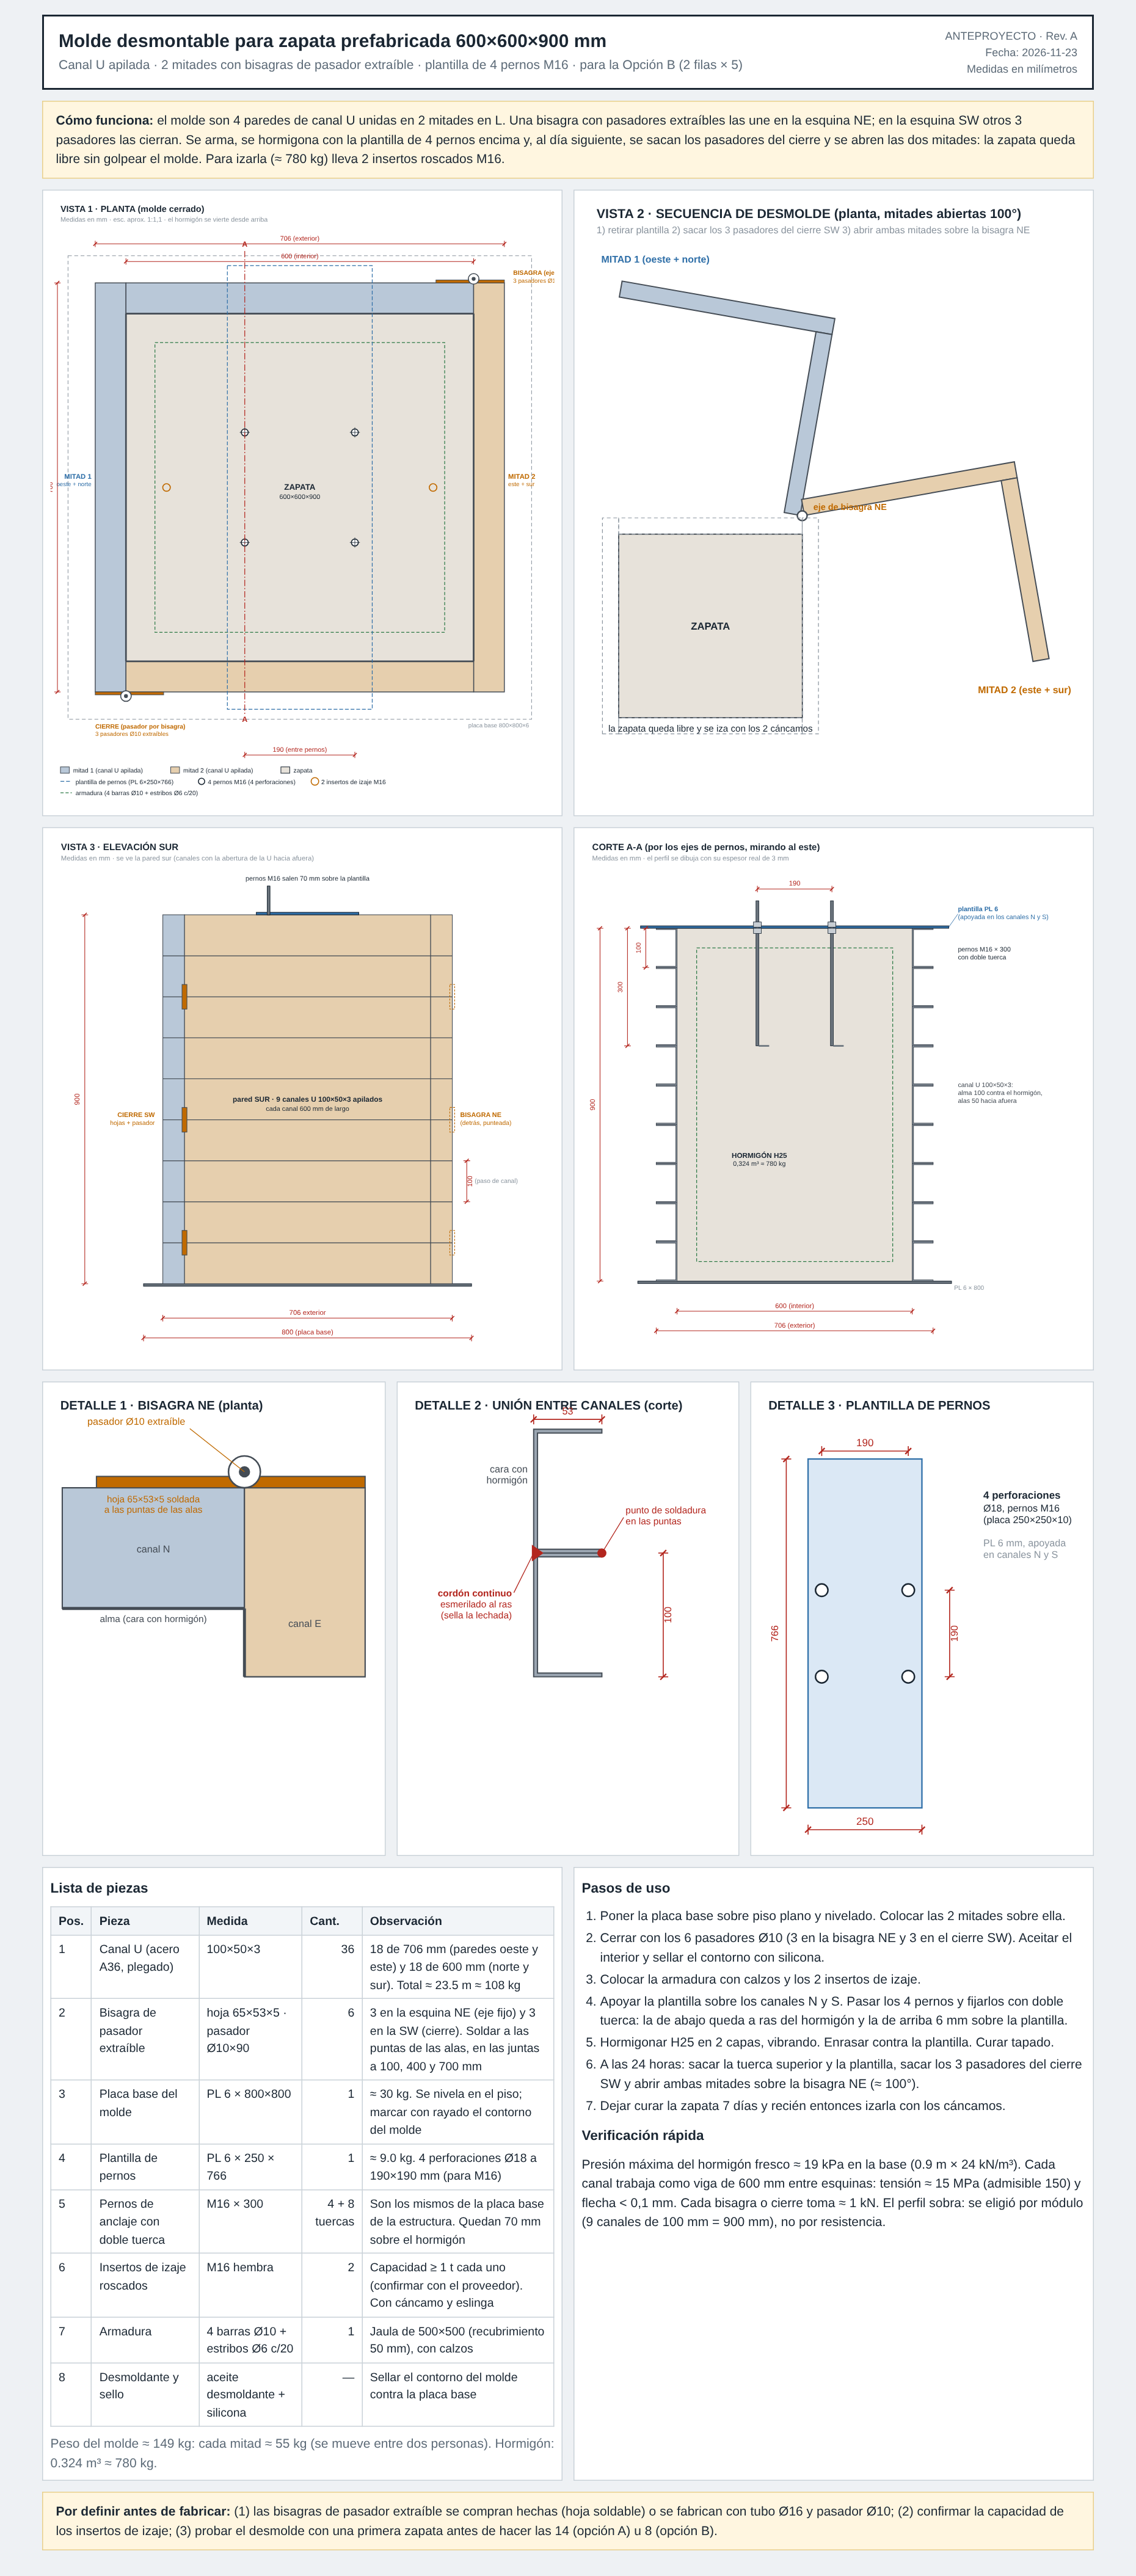 Molde desmontable para zapata prefabricada 600×600×900 mm
Canal U apilada · 2 mitades con bisagras de pasador extraíble · plantilla de 4 pernos M16 · para la Opción B (2 filas × 5)
ANTEPROYECTO · Rev. A
Fecha: 2026-11-23
Medidas en milímetros
Cómo funciona: el molde son 4 paredes de canal U unidas en 2 mitades en L. Una bisagra con pasadores extraíbles las une en la esquina NE; en la esquina SW otros 3
pasadores las cierran. Se arma, se hormigona con la plantilla de 4 pernos encima y, al día siguiente, se sacan los pasadores del cierre y se abren las dos mitades: la zapata queda
libre sin golpear el molde. Para izarla (≈ 780 kg) lleva 2 insertos roscados M16.
VISTA 1 · PLANTA (molde cerrado)
Medidas en mm · esc. aprox. 1:1,1 · el hormigón se vierte desde arriba
706 (exterior)
A
600 (interior)
BISAGRA (eje
3 pasadores Ø1
MITAD 1
oeste + norte
MITAD 2
este + sur
ZAPATA
600×600×900
A
CIERRE (pasador por bisagra)
3 pasadores Ø10 extraíbles
placa base 800×800×6
190 (entre pernos)
mitad 1 (canal U apilada)
mitad 2 (canal U apilada)
zapata
plantilla de pernos (PL 6×250×766)
4 pernos M16 (4 perforaciones)
2 insertos de izaje M16
armadura (4 barras Ø10 + estribos Ø6 c/20)
VISTA 2 · SECUENCIA DE DESMOLDE (planta, mitades abiertas 100°)
1) retirar plantilla 2) sacar los 3 pasadores del cierre SW 3) abrir ambas mitades sobre la bisagra NE
MITAD 1 (oeste + norte)
eje de bisagra NE
ZAPATA
MITAD 2 (este + sur)
la zapata queda libre y se iza con los 2 cáncamos
VISTA 3 · ELEVACIÓN SUR
Medidas en mm · se ve la pared sur (canales con la abertura de la U hacia afuera)
pernos M16 salen 70 mm sobre la plantilla
900
pared SUR · 9 canales U 100×50×3 apilados
cada canal 600 mm de largo
CIERRE SW
hojas + pasador
BISAGRA NE
(detrás, punteada)
100
(paso de canal)
706 exterior
800 (placa base)
CORTE A-A (por los ejes de pernos, mirando al este)
Medidas en mm · el perfil se dibuja con su espesor real de 3 mm
190
plantilla PL 6
(apoyada en los canales N y S)
100
pernos M16 × 300
con doble tuerca
300
canal U 100×50×3:
alma 100 contra el hormigón,
alas 50 hacia afuera
900
HORMIGÓN H25
0,324 m³ ≈ 780 kg
PL 6 × 800
600 (interior)
706 (exterior)
DETALLE 1 · BISAGRA NE (planta)
pasador Ø10 extraíble
hoja 65×53×5 soldada
a las puntas de las alas
canal N
alma (cara con hormigón)
canal E
DETALLE 2 · UNIÓN ENTRE CANALES (corte)
53
cara con
hormigón
punto de soldadura
en las puntas
cordón continuo
esmerilado al ras
(sella la lechada)
100
DETALLE 3 · PLANTILLA DE PERNOS
190
4 perforaciones
Ø18, pernos M16
(placa 250×250×10)
PL 6 mm, apoyada
en canales N y S
766
190
250
Lista de piezas
Pos. Pieza Medida Cant. Observación
1 Canal U (acero A36, plegado) 100×50×3 36 18 de 706 mm (paredes oeste y este) y 18 de 600 mm (norte y sur). Total ≈ 23.5 m ≈ 108 kg
2 Bisagra de pasador extraíble hoja 65×53×5 · pasador Ø10×90 6 3 en la esquina NE (eje fijo) y 3 en la SW (cierre). Soldar a las puntas de las alas, en las juntas a 100, 400 y 700 mm
3 Placa base del molde PL 6 × 800×800 1 ≈ 30 kg. Se nivela en el piso; marcar con rayado el contorno del molde
4 Plantilla de pernos PL 6 × 250 × 766 1 ≈ 9.0 kg. 4 perforaciones Ø18 a 190×190 mm (para M16)
5 Pernos de anclaje con doble tuerca M16 × 300 4 + 8 tuercas Son los mismos de la placa base de la estructura. Quedan 70 mm sobre el hormigón
6 Insertos de izaje roscados M16 hembra 2 Capacidad ≥ 1 t cada uno (confirmar con el proveedor). Con cáncamo y eslinga
7 Armadura 4 barras Ø10 + estribos Ø6 c/20 1 Jaula de 500×500 (recubrimiento 50 mm), con calzos
8 Desmoldante y sello aceite desmoldante + silicona — Sellar el contorno del molde contra la placa base
Peso del molde ≈ 149 kg: cada mitad ≈ 55 kg (se mueve entre dos personas). Hormigón:
0.324 m³ ≈ 780 kg.
Pasos de uso
1. Poner la placa base sobre piso plano y nivelado. Colocar las 2 mitades sobre ella.
2. Cerrar con los 6 pasadores Ø10 (3 en la bisagra NE y 3 en el cierre SW). Aceitar el
interior y sellar el contorno con silicona.
3. Colocar la armadura con calzos y los 2 insertos de izaje.
4. Apoyar la plantilla sobre los canales N y S. Pasar los 4 pernos y fijarlos con doble
tuerca: la de abajo queda a ras del hormigón y la de arriba 6 mm sobre la plantilla.
5. Hormigonar H25 en 2 capas, vibrando. Enrasar contra la plantilla. Curar tapado.
6. A las 24 horas: sacar la tuerca superior y la plantilla, sacar los 3 pasadores del cierre
SW y abrir ambas mitades sobre la bisagra NE (≈ 100°).
7. Dejar curar la zapata 7 días y recién entonces izarla con los cáncamos.
Verificación rápida
Presión máxima del hormigón fresco ≈ 19 kPa en la base (0.9 m × 24 kN/m³). Cada
canal trabaja como viga de 600 mm entre esquinas: tensión ≈ 15 MPa (admisible 150) y
flecha < 0,1 mm. Cada bisagra o cierre toma ≈ 1 kN. El perfil sobra: se eligió por módulo
(9 canales de 100 mm = 900 mm), no por resistencia.
Por definir antes de fabricar: (1) las bisagras de pasador extraíble se compran hechas (hoja soldable) o se fabrican con tubo Ø16 y pasador Ø10; (2) confirmar la capacidad de
los insertos de izaje; (3) probar el desmolde con una primera zapata antes de hacer las 14 (opción A) u 8 (opción B).